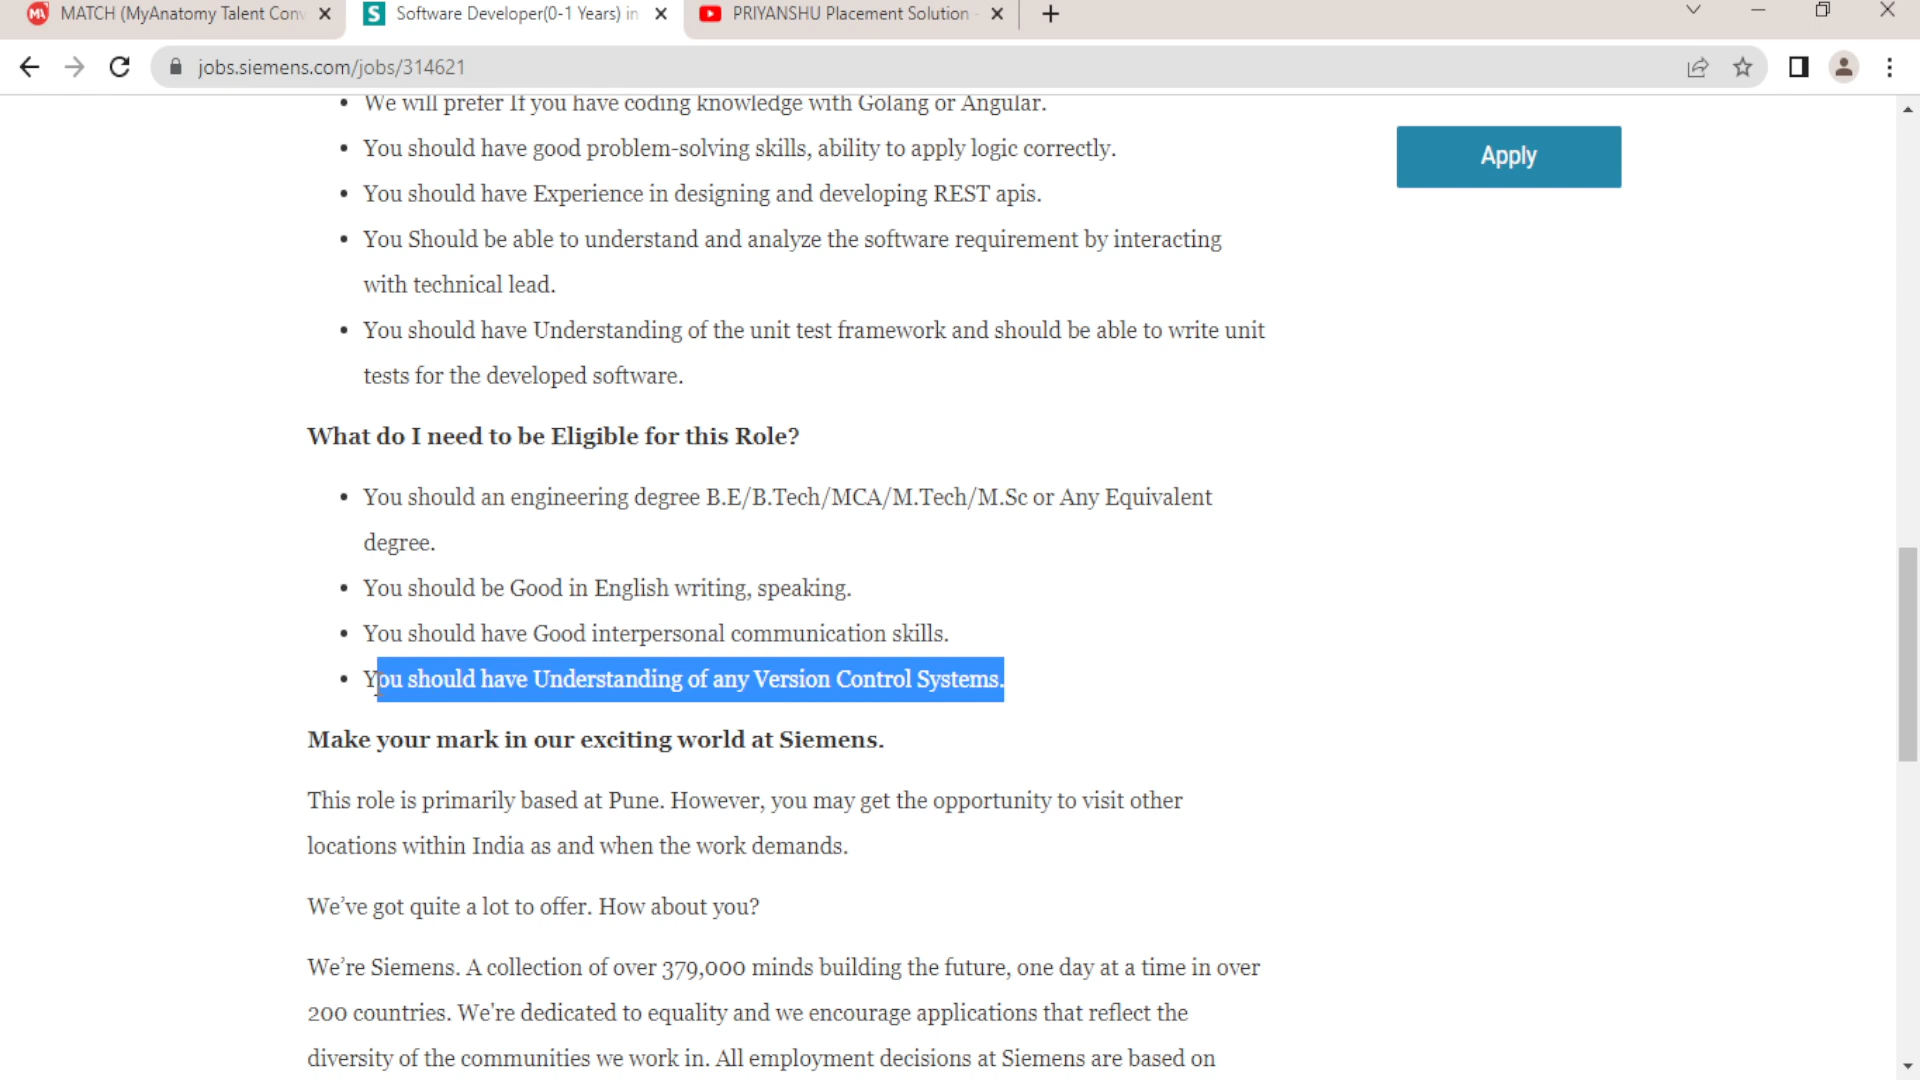 MATCH (MyAnatomy Talent Conv
Software Developer(0-1 Years) in
PRIYANSHU Placement Solution -
jobs.siemens.com/jobs/314621
• We will prefer If you have coding knowledge with Golang or Angular.
• You should have good problem-solving skills, ability to apply logic correctly.
Apply
• You should have Experience in designing and developing REST apis.
• You Should be able to understand and analyze the software requirement by interacting
with technical lead.
• You should have Understanding of the unit test framework and should be able to write unit
tests for the developed software.
What do I need to be Eligible for this Role?
• You should an engineering degree B.E/B.Tech/MCA/M.Tech/M.Sc or Any Equivalent
degree.
• You should be Good in English writing, speaking.
• You should have Good interpersonal communication skills.
• You should have Understanding of any Version Control Systems.
Make your mark in our exciting world at Siemens.
This role is primarily based at Pune. However, you may get the opportunity to visit other
locations within India as and when the work demands.
We’ve got quite a lot to offer. How about you?
We’re Siemens. A collection of over 379,000 minds building the future, one day at a time in over
200 countries. We're dedicated to equality and we encourage applications that reflect the
diversity of the communities we work in. All employment decisions at Siemens are based on